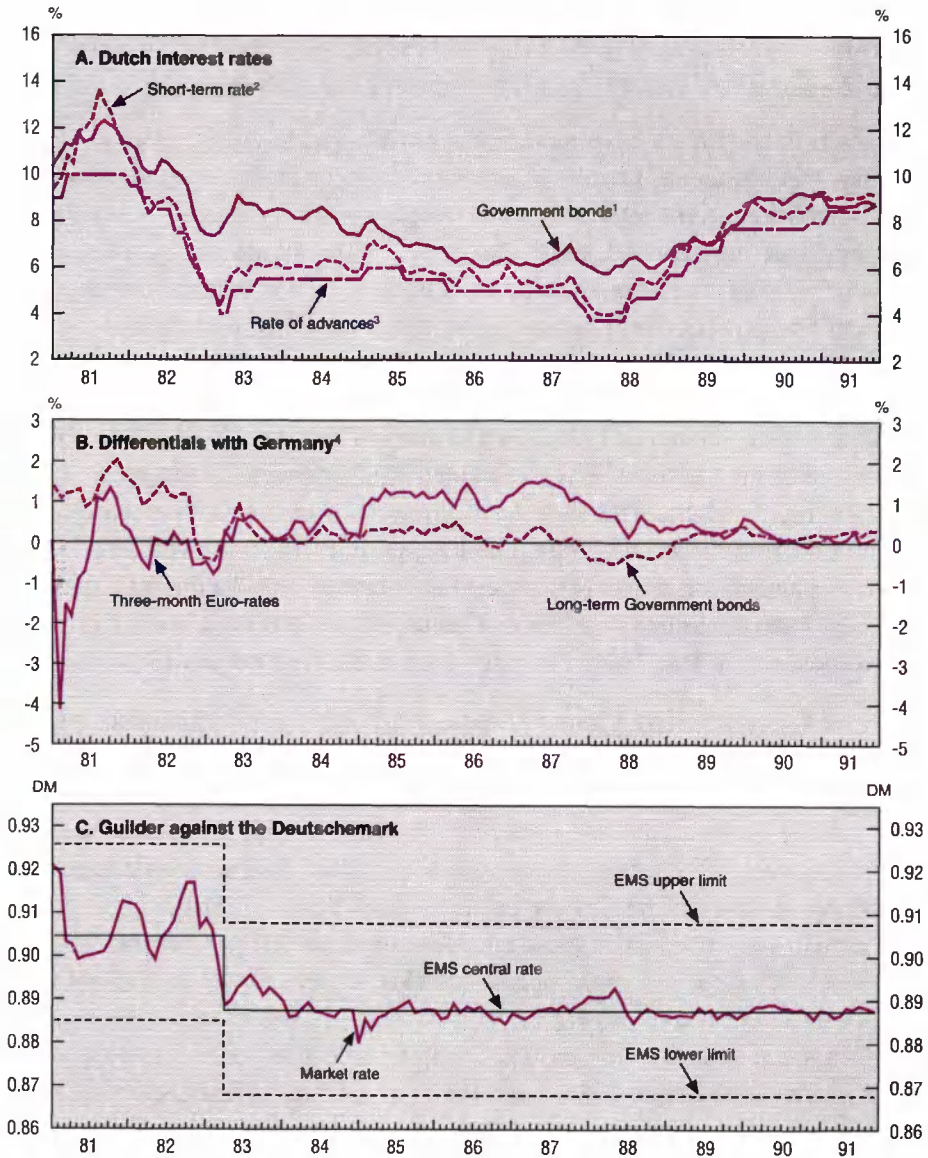 % %
A. Dutch interest rates
16 16
14 14
12 12
10 10
8 8
6 6
4 4
2 2
Short-term rate²
Government bonds¹
Rate of advances³
81 82 83 84 85 86 87 88 89 90 91
% %
B. Differentials with Germany⁴
3 3
2 2
1 1
0 0
-1 -1
-2 -2
-3 -3
-4 -4
-5 -5
Three-month Euro-rates
Long-term Government bonds
81 82 83 84 85 86 87 88 89 90 91
DM DM
C. Guilder against the Deutschemark
0.93 0.93
0.92 0.92
0.91 0.91
0.90 0.90
0.89 0.89
0.88 0.88
0.87 0.87
0.86 0.86
EMS upper limit
EMS central rate
Market rate
EMS lower limit
81 82 83 84 85 86 87 88 89 90 91